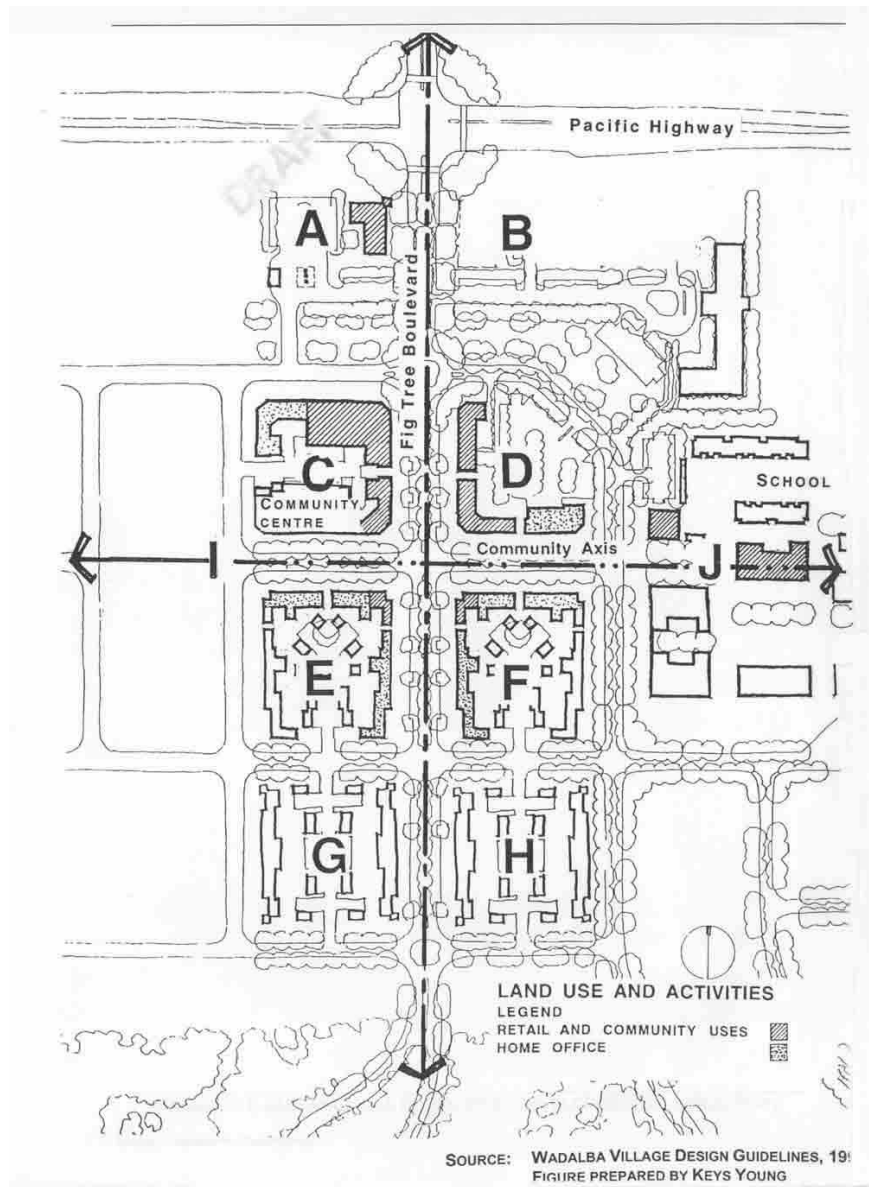 Pacific Highway
DRAFT
A
B
Fig Tree Boulevard
C
D
COMMUNITY
CENTRE
SCHOOL
Community Axis
I
J
E
F
G
H
LAND USE AND ACTIVITIES
LEGEND
RETAIL AND COMMUNITY USES
HOME OFFICE
SOURCE: WADALBA VILLAGE DESIGN GUIDELINES,
FIGURE PREPARED BY KEYS YOUNG